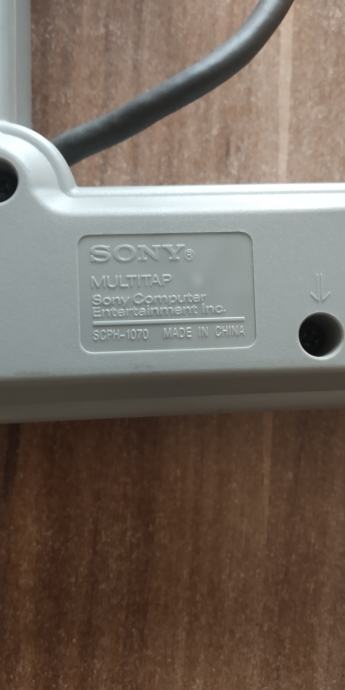 SONY®
MULTITAP
Sony Computer
Entertainment Inc.
SCPH-1070 MADE IN CHINA